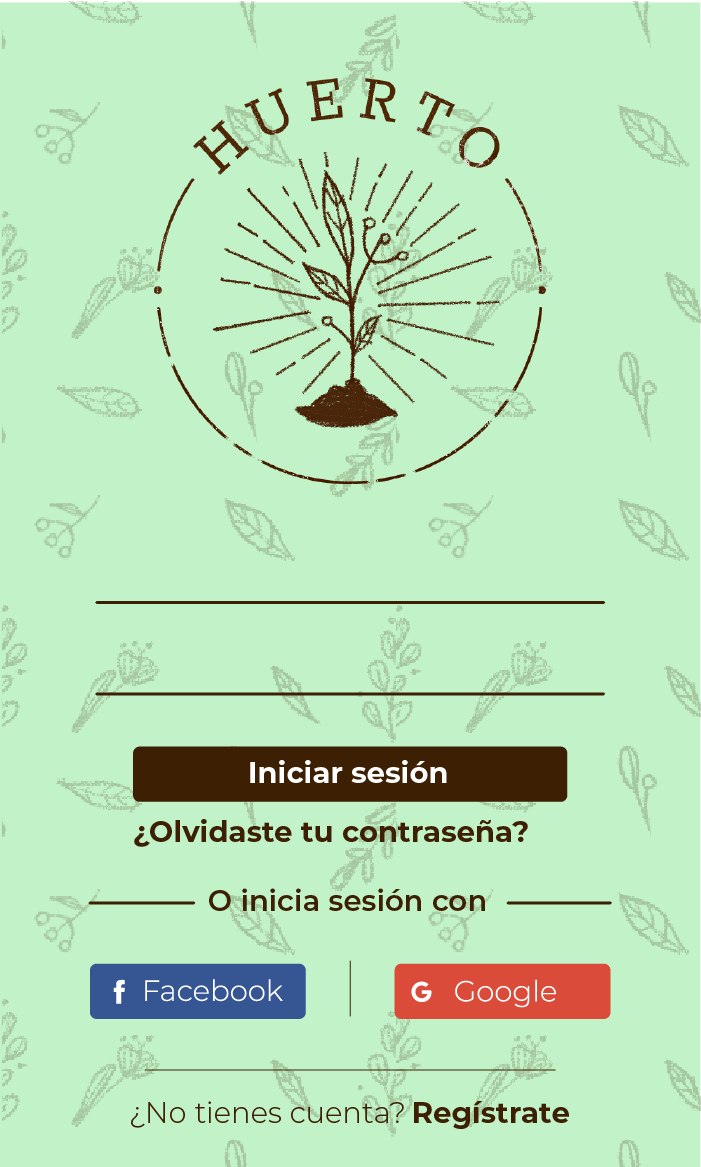 HUERTO
Iniciar sesión
¿Olvidaste tu contraseña?
O inicia sesión con
f Facebook
G Google
¿No tienes cuenta? Regístrate